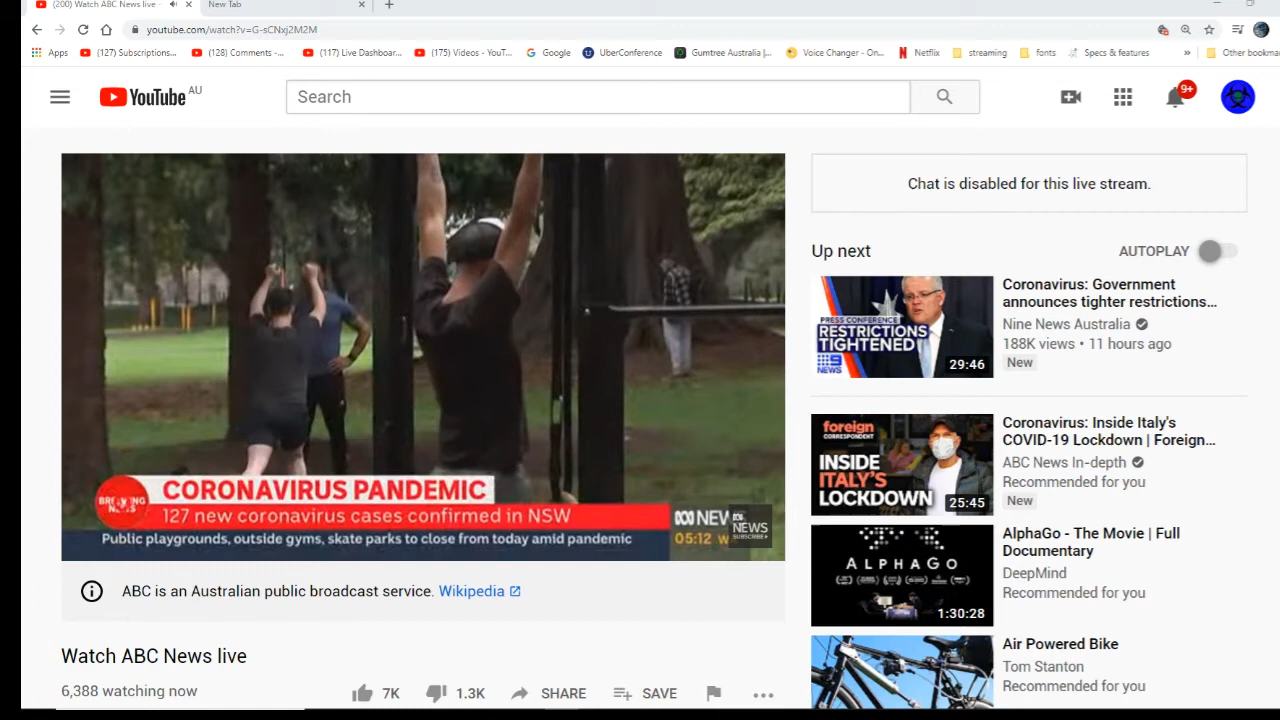 (200) Watch ABC News live -
New Tab
youtube.com/watch?v=G-sCNxj2M2M
Apps
(127) Subscriptions...
(128) Comments -...
(117) Live Dashboar...
(175) Videos - YouT...
Google
UberConference
Gumtree Australia |...
Voice Changer - On...
Netflix
streaming
fonts
Specs & features
»
Other bookma
YouTube AU
Search
9+
Chat is disabled for this live stream.
Up next
AUTOPLAY
PRESS CONFERENCE
RESTRICTIONS
TIGHTENED
9
NEWS
29:46
Coronavirus: Government
announces tighter restrictions...
Nine News Australia
188K views • 11 hours ago
New
foreign
CORRESPONDENT
INSIDE
ITALY'S
LOCKDOWN
25:45
Coronavirus: Inside Italy's
COVID-19 Lockdown | Foreign...
ABC News In-depth
Recommended for you
New
ALPHAGO
1:30:28
AlphaGo - The Movie | Full
Documentary
DeepMind
Recommended for you
Air Powered Bike
Tom Stanton
Recommended for you
BREAKING
NEWS
CORONAVIRUS PANDEMIC
127 new coronavirus cases confirmed in NSW
Public playgrounds, outside gyms, skate parks to close from today amid pandemic
NEW
05:12 W
NEWS
SUBSCRIBE
ABC is an Australian public broadcast service. Wikipedia
Watch ABC News live
6,388 watching now
7K
1.3K
SHARE
SAVE